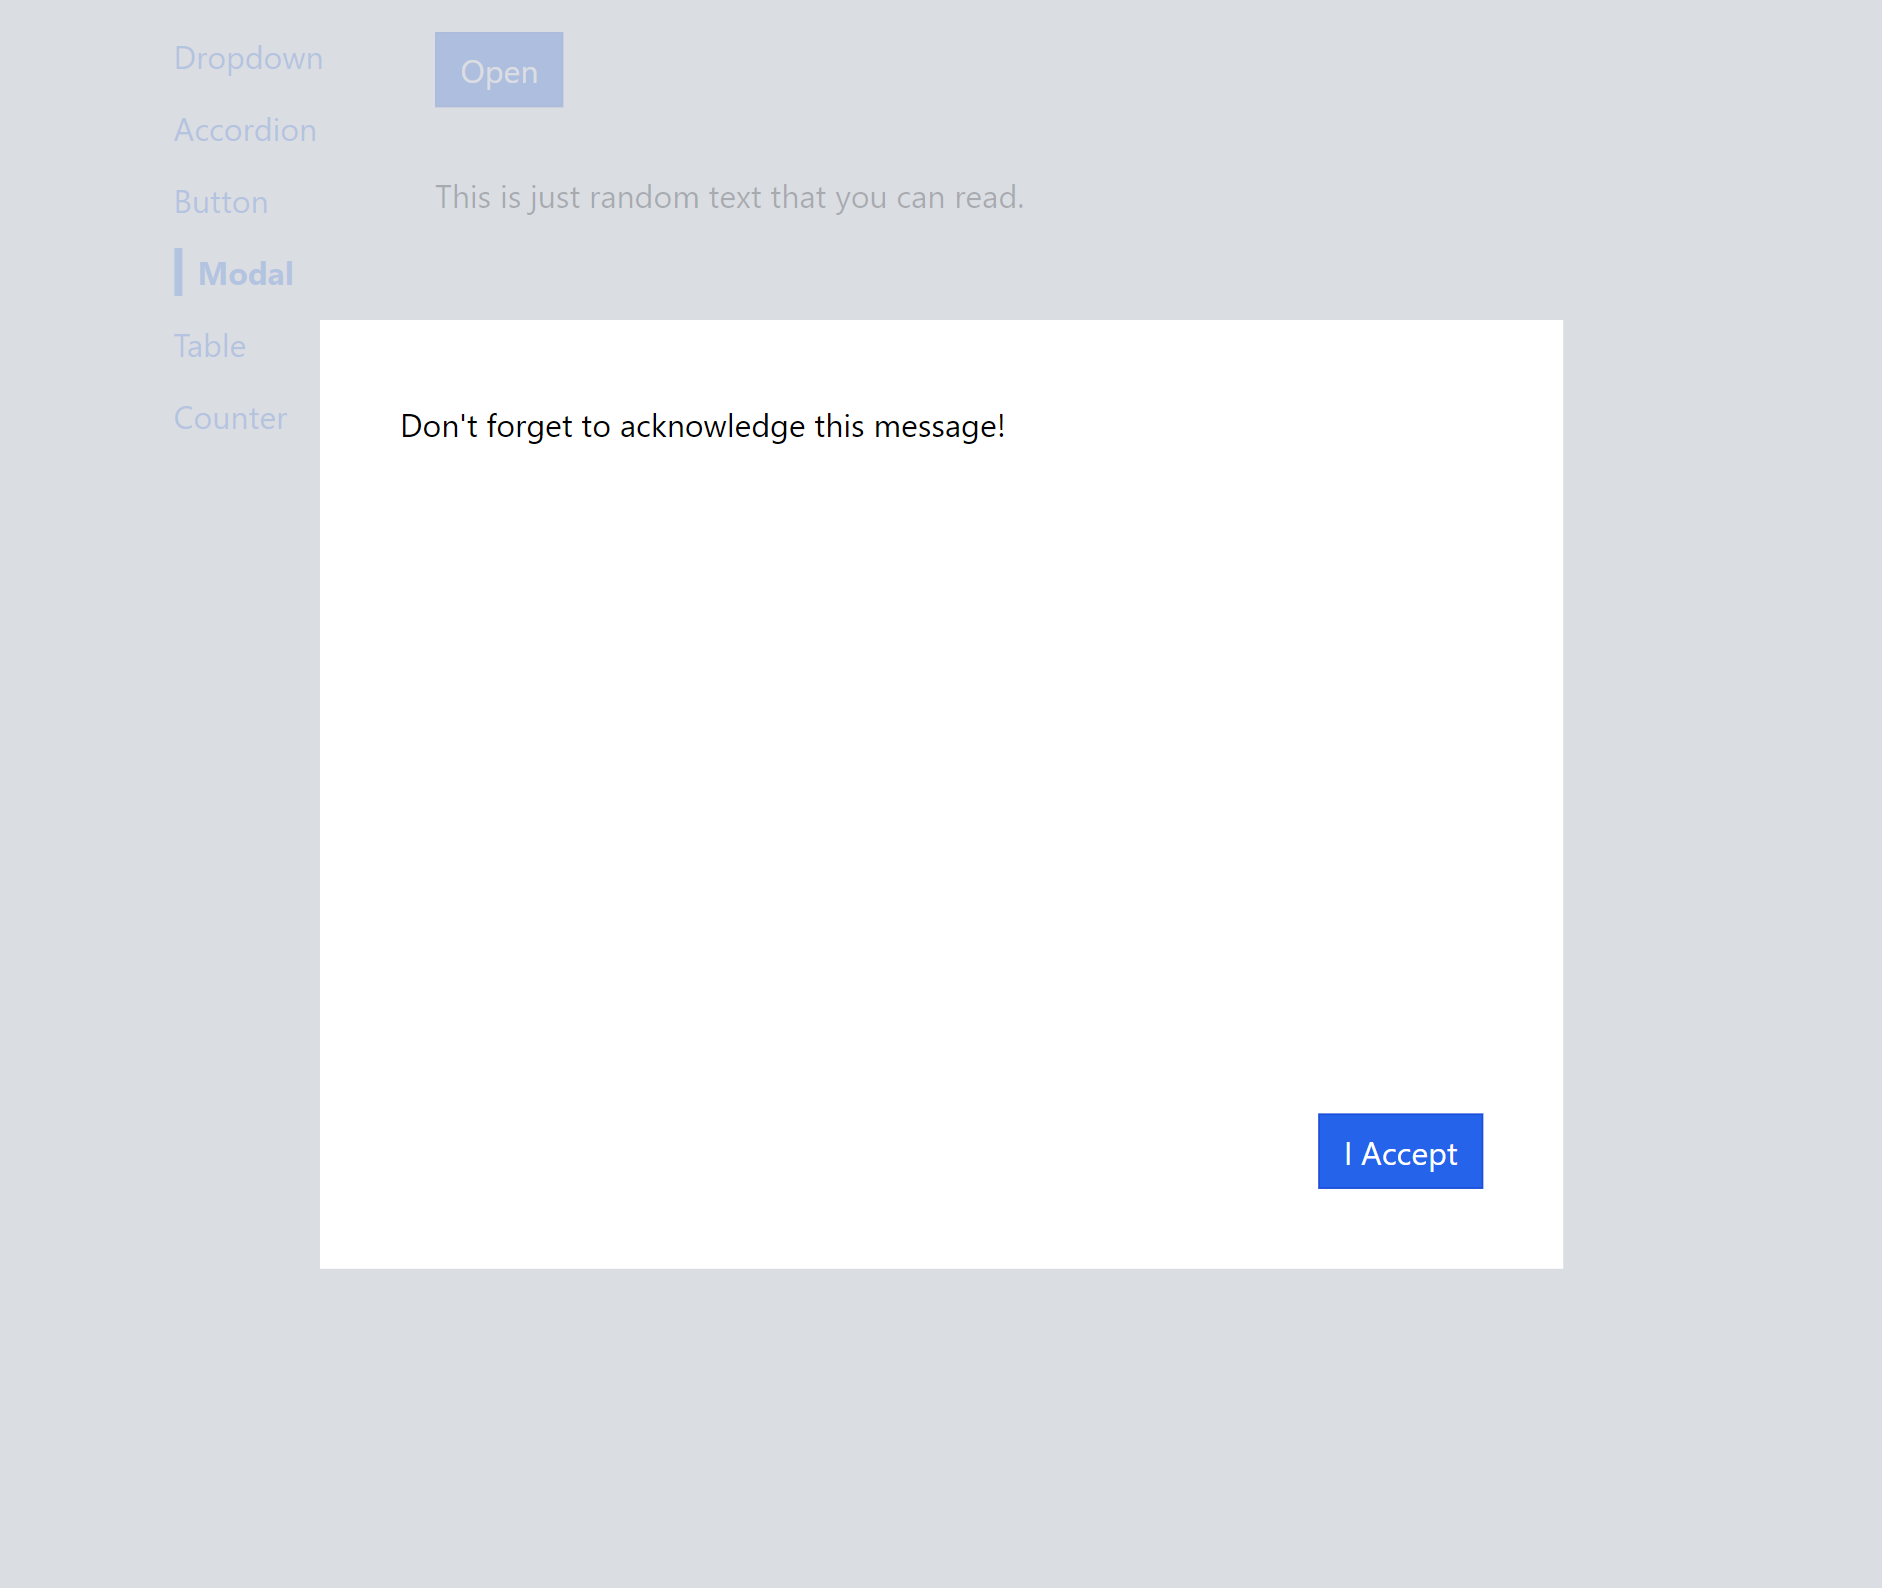 Dropdown
Accordion
Button
Modal
Table
Counter
Open
This is just random text that you can read.
Don't forget to acknowledge this message!
I Accept